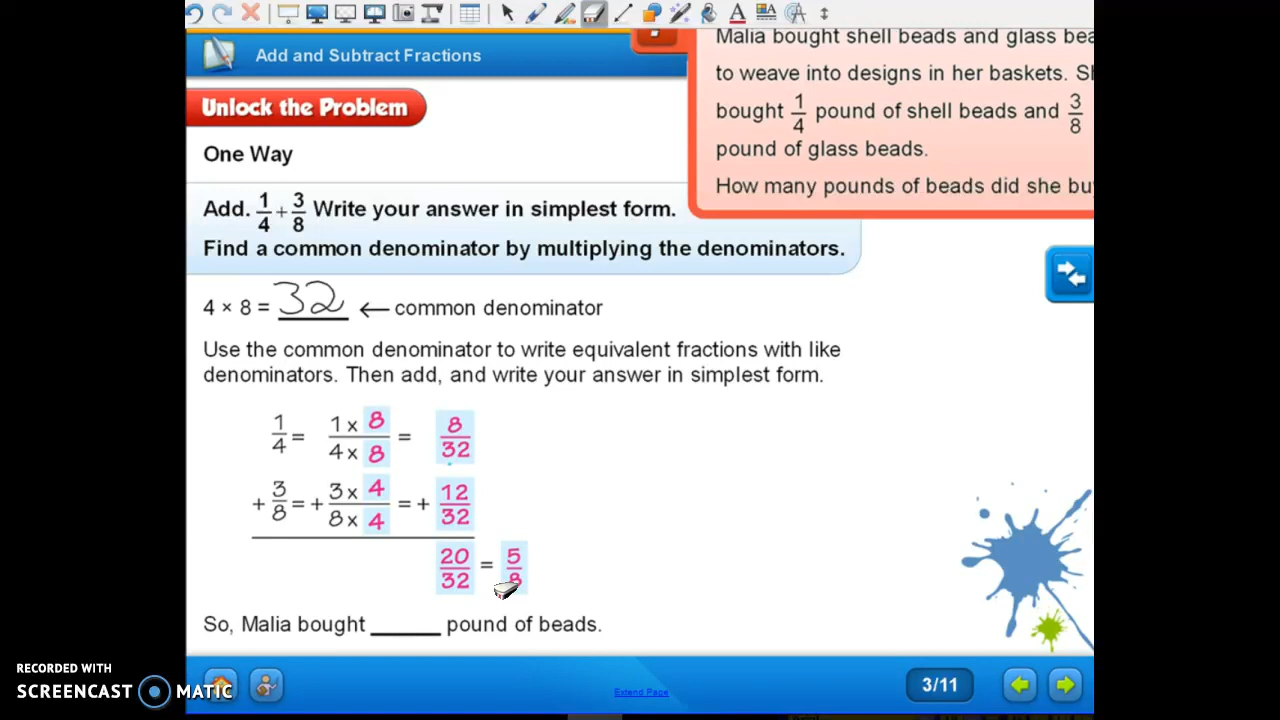 Add and Subtract Fractions
Malia bought shell beads and glass bea
to weave into designs in her baskets. Sh
bought 1/4 pound of shell beads and 3/8
pound of glass beads.
How many pounds of beads did she bu
Unlock the Problem
One Way
Add. 1/4 + 3/8 Write your answer in simplest form.
Find a common denominator by multiplying the denominators.
4 × 8 = 32 ← common denominator
Use the common denominator to write equivalent fractions with like
denominators. Then add, and write your answer in simplest form.
1/4 = 1 x 8 / 4 x 8 = 8/32
+ 3/8 = + 3 x 4 / 8 x 4 = + 12/32
20/32 = 5/8
So, Malia bought ______ pound of beads.
RECORDED WITH
SCREENCAST MATIC
Extend Page
3/11